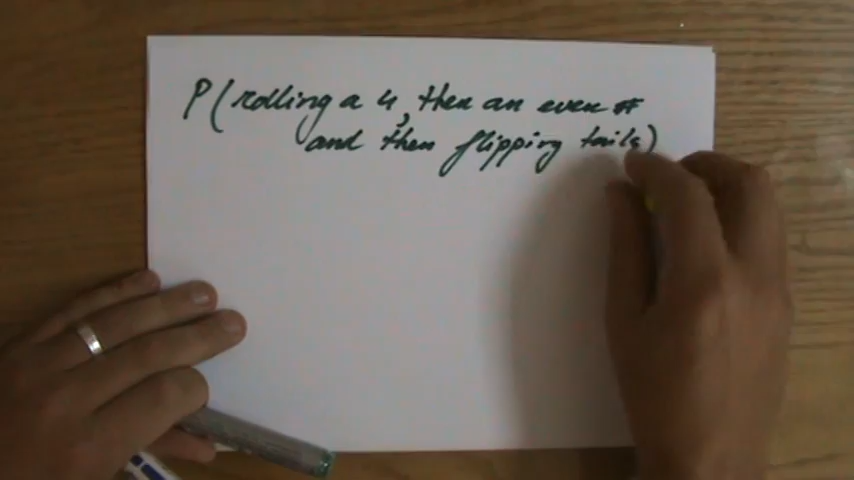 P(rolling a 4, then an even #
and then flipping tails)